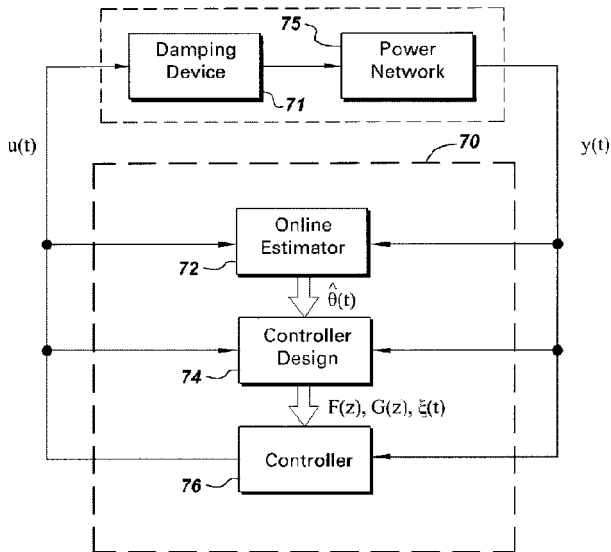 75
Damping
Device
Power
Network
71
u(t)
70
y(t)
Online
Estimator
72
θ̂(t)
Controller
Design
74
F(z), G(z), ξ(t)
Controller
76